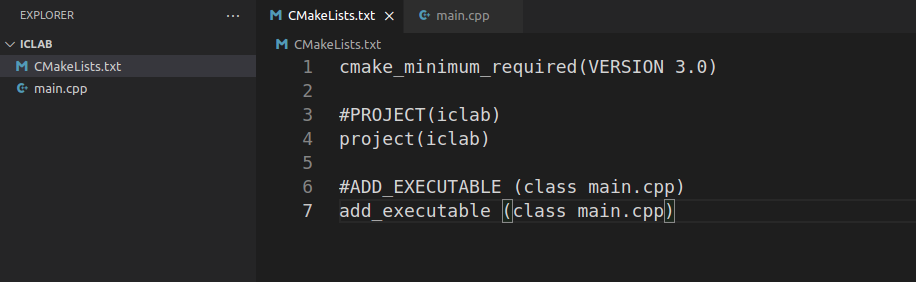 EXPLORER ...
ICLAB
CMakeLists.txt
main.cpp
CMakeLists.txt
main.cpp
CMakeLists.txt
1 cmake_minimum_required(VERSION 3.0)
2
3 #PROJECT(iclab)
4 project(iclab)
5
6 #ADD_EXECUTABLE (class main.cpp)
7 add_executable (class main.cpp)